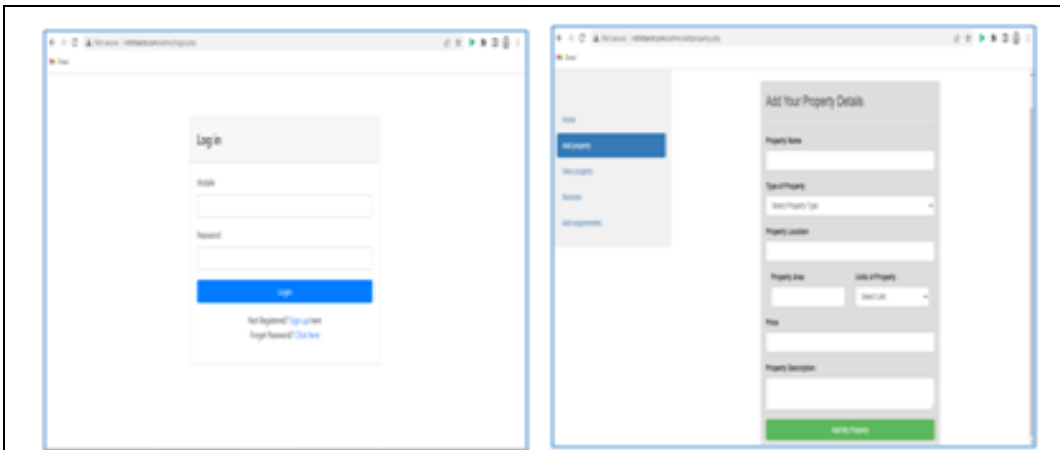 Log in
Mobile
Password
Login
Not Registered? Sign up here
Forget Password? Click here
Home
Add property
View property
Services
Add requirements
Add Your Property Details
Property Name
Type of Property
Select Property Type
Property Location
Property Area
Units of Property
Select Unit
Price
Property Description
Add My Property